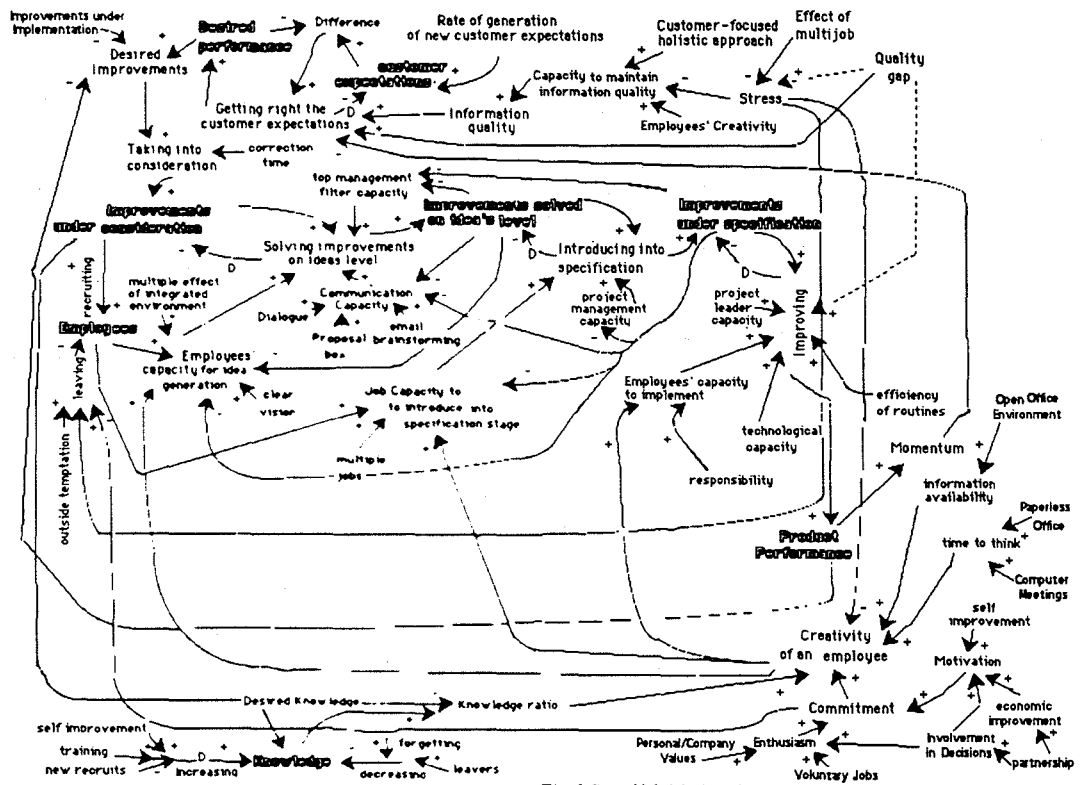 Improvements under
Implementation
Desired
performance
Difference
Rate of generation
of new customer expectations
Customer-focused
holistic approach
Effect of
multijob
Desired
Improvements
customer
expectations
Capacity to maintain
information quality
Quality
gap
Stress
Getting right the
customer expectations
D
Information
quality
Employees' Creativity
Taking into
consideration
correction
time
top management
filter capacity
Improvements
under consideration
Improvements solved
on idea's level
Improvements
under specification
Solving improvements
on ideas level
Introducing into
specification
D
D
D
recruiting
multiple effect
of integrated
environment
Communication
Capacity
project
management
capacity
project
leader
capacity
Improving
Dialogue
email
Proposal
box
brainstorming
Employees
leaving
Employees
capacity for idea
generation
clear
vision
Job Capacity to
to introduce into
specification stage
Employees' capacity
to implement
efficiency
of routines
Open Office
Environment
technological
capacity
multiple
jobs
responsibility
Momentum
information
availability
outside temptation
Paperless
Office
Product
Performance
time to think
Computer
Meetings
self
improvement
Creativity
of an employee
Motivation
Desired Knowledge
Knowledge ratio
Commitment
economic
improvement
self improvement
training
new recruits
D
increasing
Knowledge
forgetting
decreasing
leavers
Personal/Company
Values
Enthusiasm
Involvement
in Decisions
partnership
Voluntary Jobs